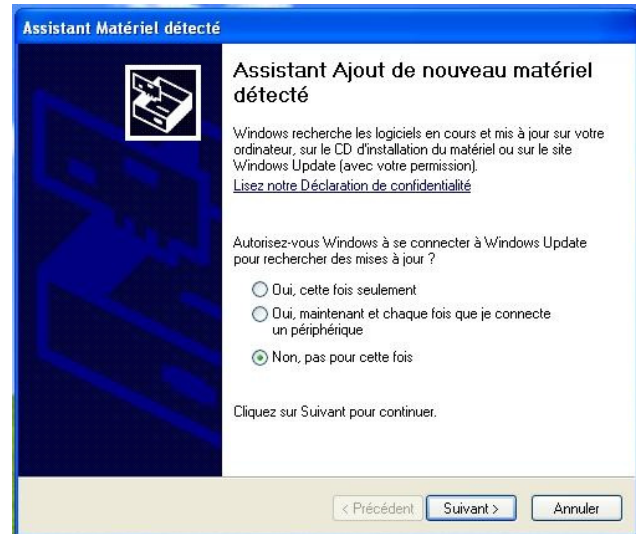 Assistant Matériel détecté
Assistant Ajout de nouveau matériel
détecté
Windows recherche les logiciels en cours et mis à jour sur votre
ordinateur, sur le CD d'installation du matériel ou sur le site
Windows Update (avec votre permission).
Lisez notre Déclaration de confidentialité
Autorisez-vous Windows à se connecter à Windows Update
pour rechercher des mises à jour ?
Oui, cette fois seulement
Oui, maintenant et chaque fois que je connecte
un périphérique
Non, pas pour cette fois
Cliquez sur Suivant pour continuer.
< Précédent Suivant > Annuler